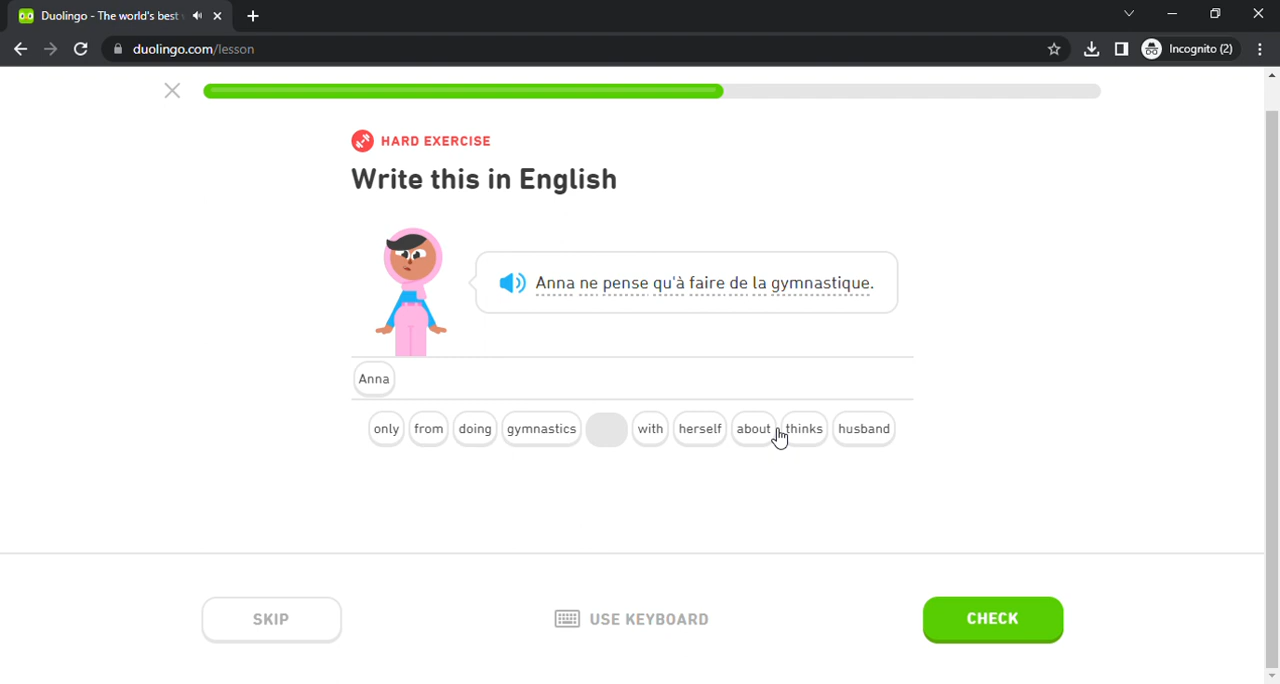 Duolingo - The world's best
duolingo.com/lesson
Incognito (2)
HARD EXERCISE
Write this in English
Anna ne pense qu'à faire de la gymnastique.
Anna
only from doing gymnastics with herself about thinks husband
SKIP
USE KEYBOARD
CHECK